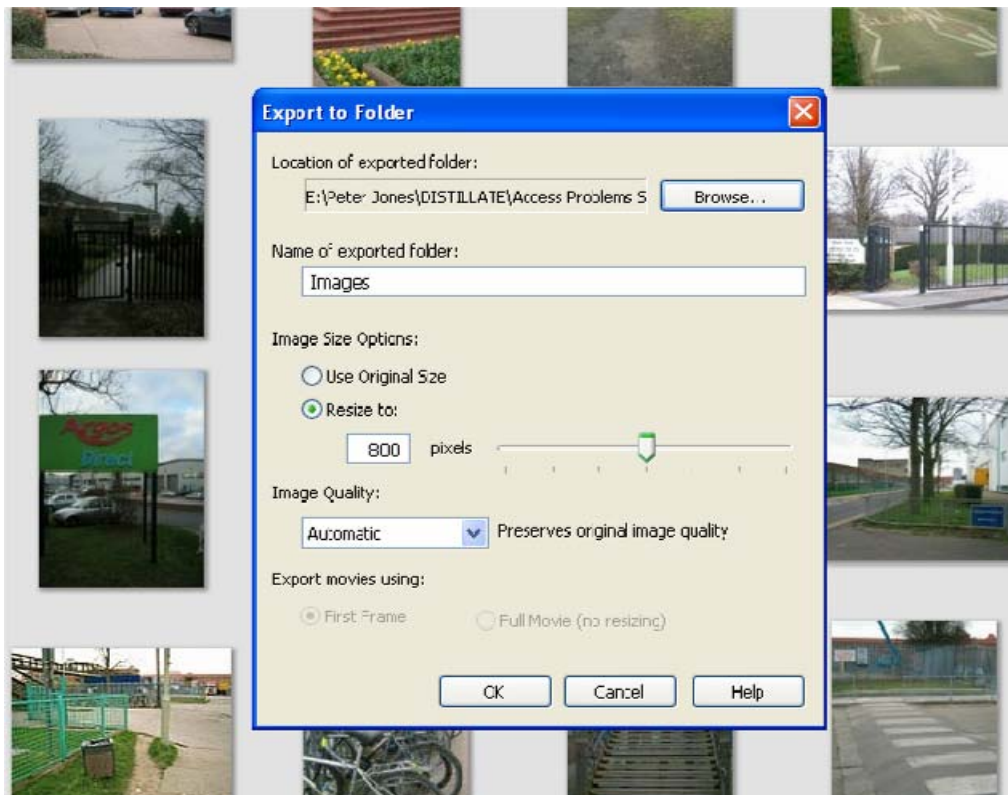 Export to Folder
Location of exported folder:
E:\Peter Jones\DISTILLATE\Access Problems S
Browse...
Name of exported folder:
Images
Image Size Options:
Use Original Size
Resize to:
800 pixels
Image Quality:
Automatic
Preserves original image quality
Export movies using:
First Frame
Full Movie (no resizing)
OK
Cancel
Help
Argos
Direct